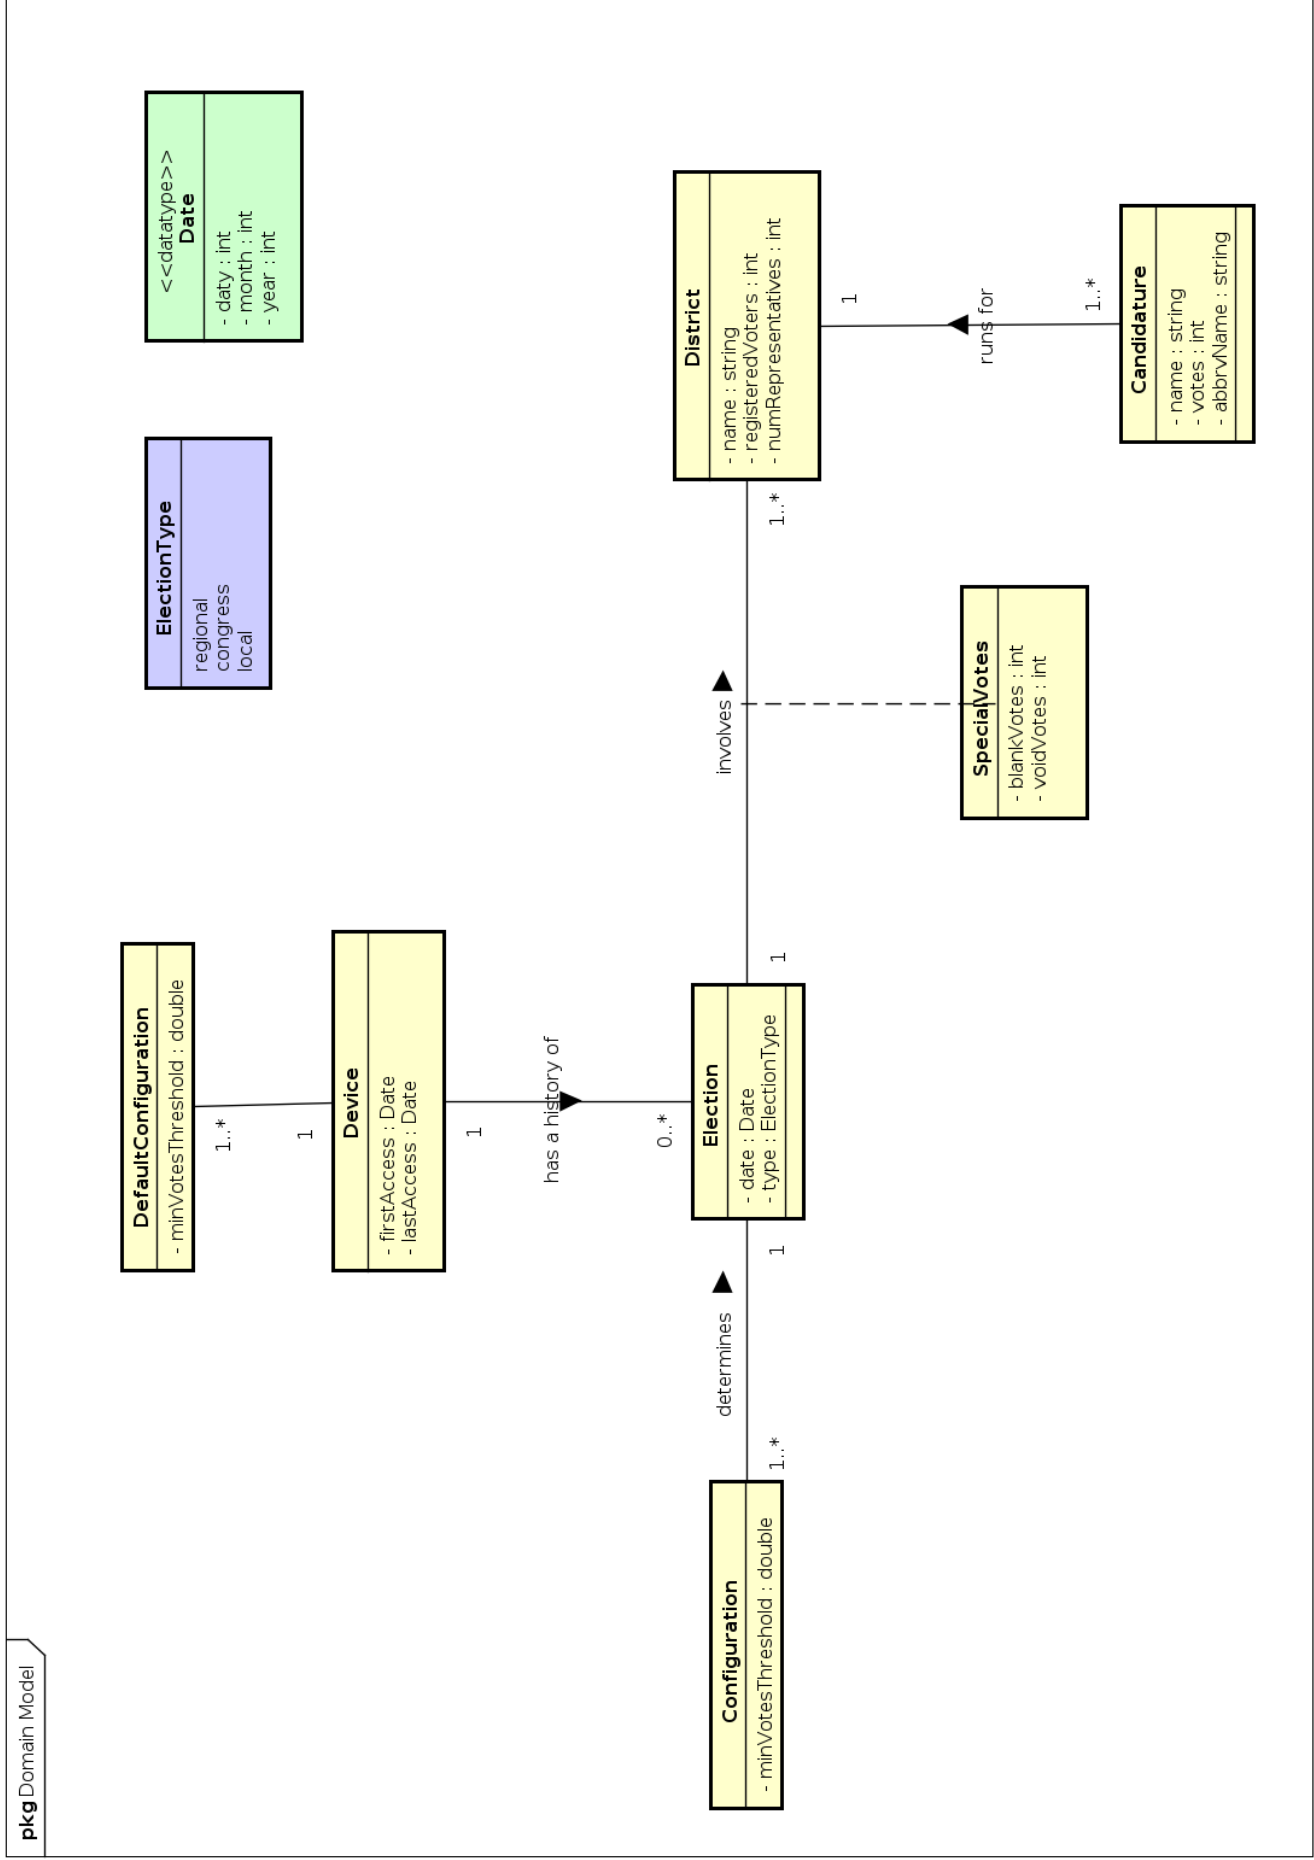 pkg Domain Model
DefaultConfiguration
- minVotesThreshold : double
1..*
1
Device
- firstAccess : Date
- lastAccess : Date
1
has a history of
0..*
ElectionType
regional
congress
local
<<datatype>>
Date
- daty : int
- month : int
- year : int
Configuration
- minVotesThreshold : double
1..*
determines
1
Election
- date : Date
- type : ElectionType
1
involves
1..*
District
- name : string
- registeredVoters : int
- numRepresentatives : int
1
SpecialVotes
- blankVotes : int
- voidVotes : int
runs for
1..*
Candidature
- name : string
- votes : int
- abbrvName : string